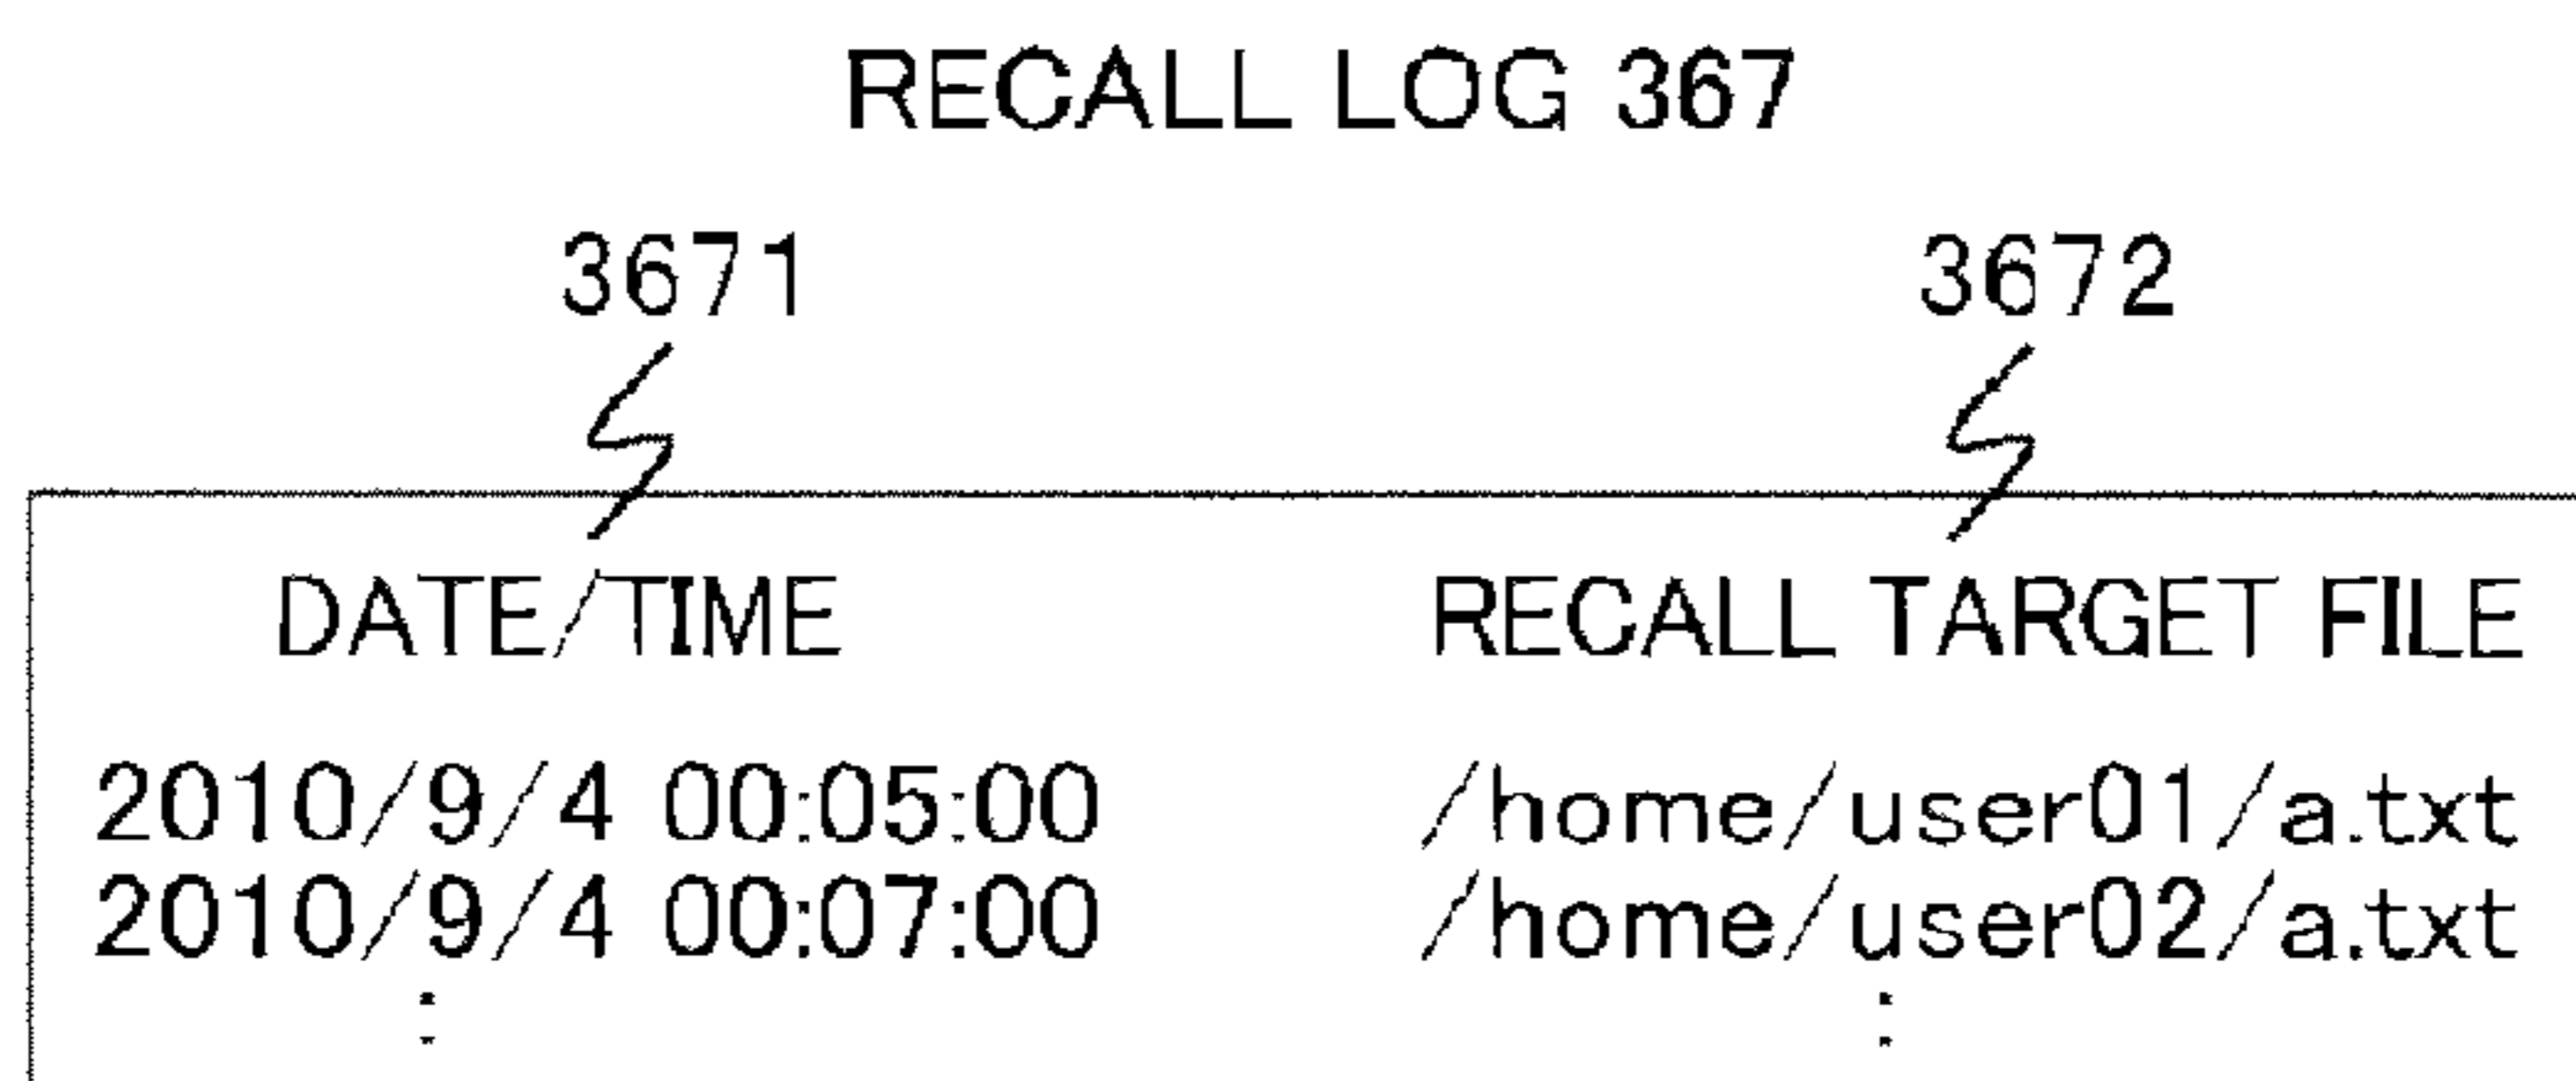 RECALL LOG 367
3671 3672
DATE/TIME RECALL TARGET FILE
2010/9/4 00:05:00 /home/user01/a.txt
2010/9/4 00:07:00 /home/user02/a.txt
: :